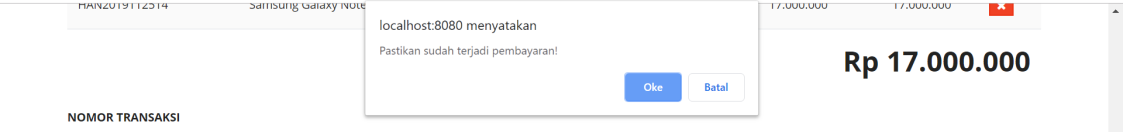 HAN2019112514 Samsung Galaxy Note 17.000.000 17.000.000
localhost:8080 menyatakan
Pastikan sudah terjadi pembayaran!
Oke Batal
Rp 17.000.000
NOMOR TRANSAKSI